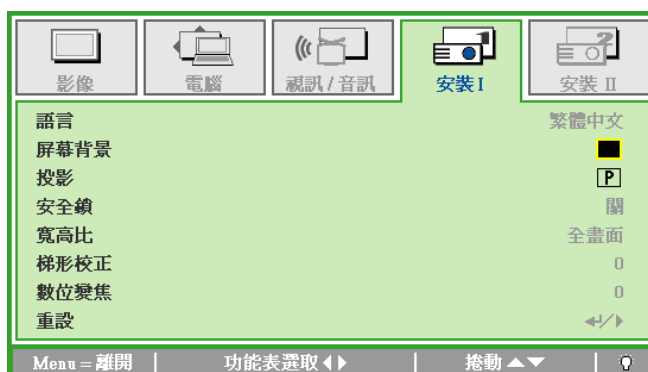 影像 電腦 視訊 / 音訊 安裝 I 安裝 II
語言 繁體中文
屏幕背景
投影 P
安全鎖 關
寬高比 全畫面
梯形校正 0
數位變焦 0
重設 /
Menu = 離開 功能表選取 捲動